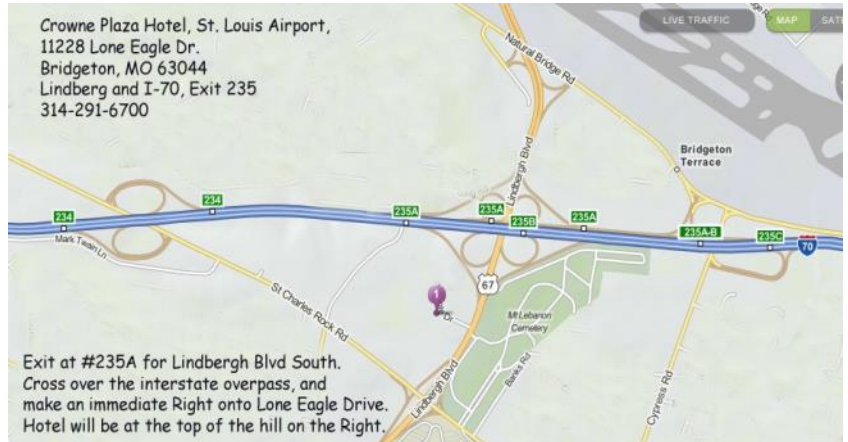 Crowne Plaza Hotel, St. Louis Airport,
11228 Lone Eagle Dr.
Bridgeton, MO 63044
Lindberg and I-70, Exit 235
314-291-6700
LIVE TRAFFIC
MAP
SATE
Natural Bridge Rd
Lindbergh Blvd
Bridgeton
Terrace
234
234
235A
235A
235B
235A
235A-B
235C
70
Mark Twain Ln
67
1
Dr
St Charles Rock Rd
Mt Lebanon
Cemetery
Banks Rd
Lindbergh Blvd
Cypress Rd
Exit at #235A for Lindbergh Blvd South.
Cross over the interstate overpass, and
make an immediate Right onto Lone Eagle Drive.
Hotel will be at the top of the hill on the Right.